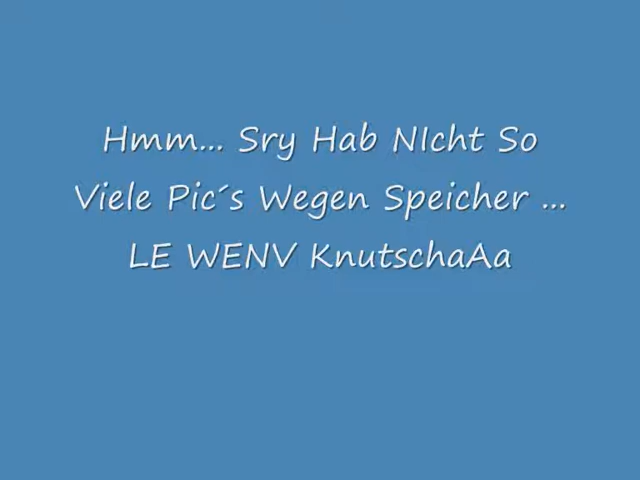 Hmm... Sry Hab NIcht So
Viele Pic´s Wegen Speicher ...
LE WENV KnutschaAa